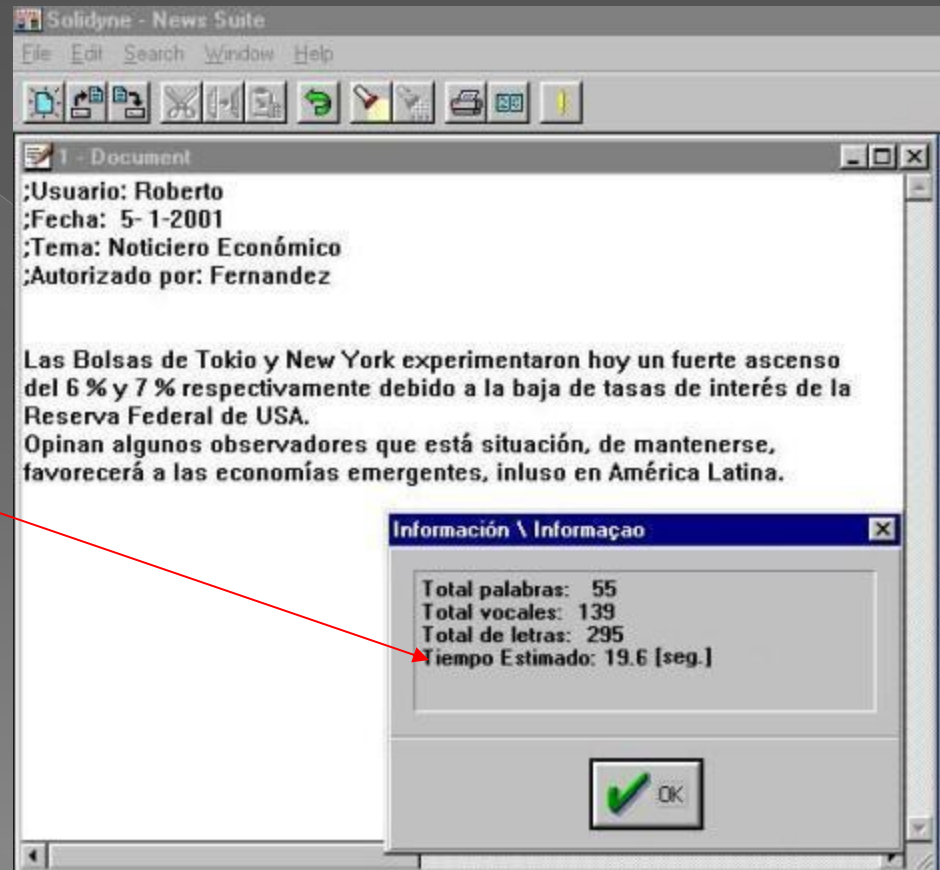 Solidyne - News Suite
File Edit Search Window Help
1 - Document
;Usuario: Roberto
;Fecha: 5- 1-2001
;Tema: Noticiero Económico
;Autorizado por: Fernandez
Las Bolsas de Tokio y New York experimentaron hoy un fuerte ascenso
del 6 % y 7 % respectivamente debido a la baja de tasas de interés de la
Reserva Federal de USA.
Opinan algunos observadores que está situación, de mantenerse,
favorecerá a las economías emergentes, inluso en América Latina.
Información \ Informaçao
Total palabras: 55
Total vocales: 139
Total de letras: 295
Tiempo Estimado: 19.6 [seg.]
OK